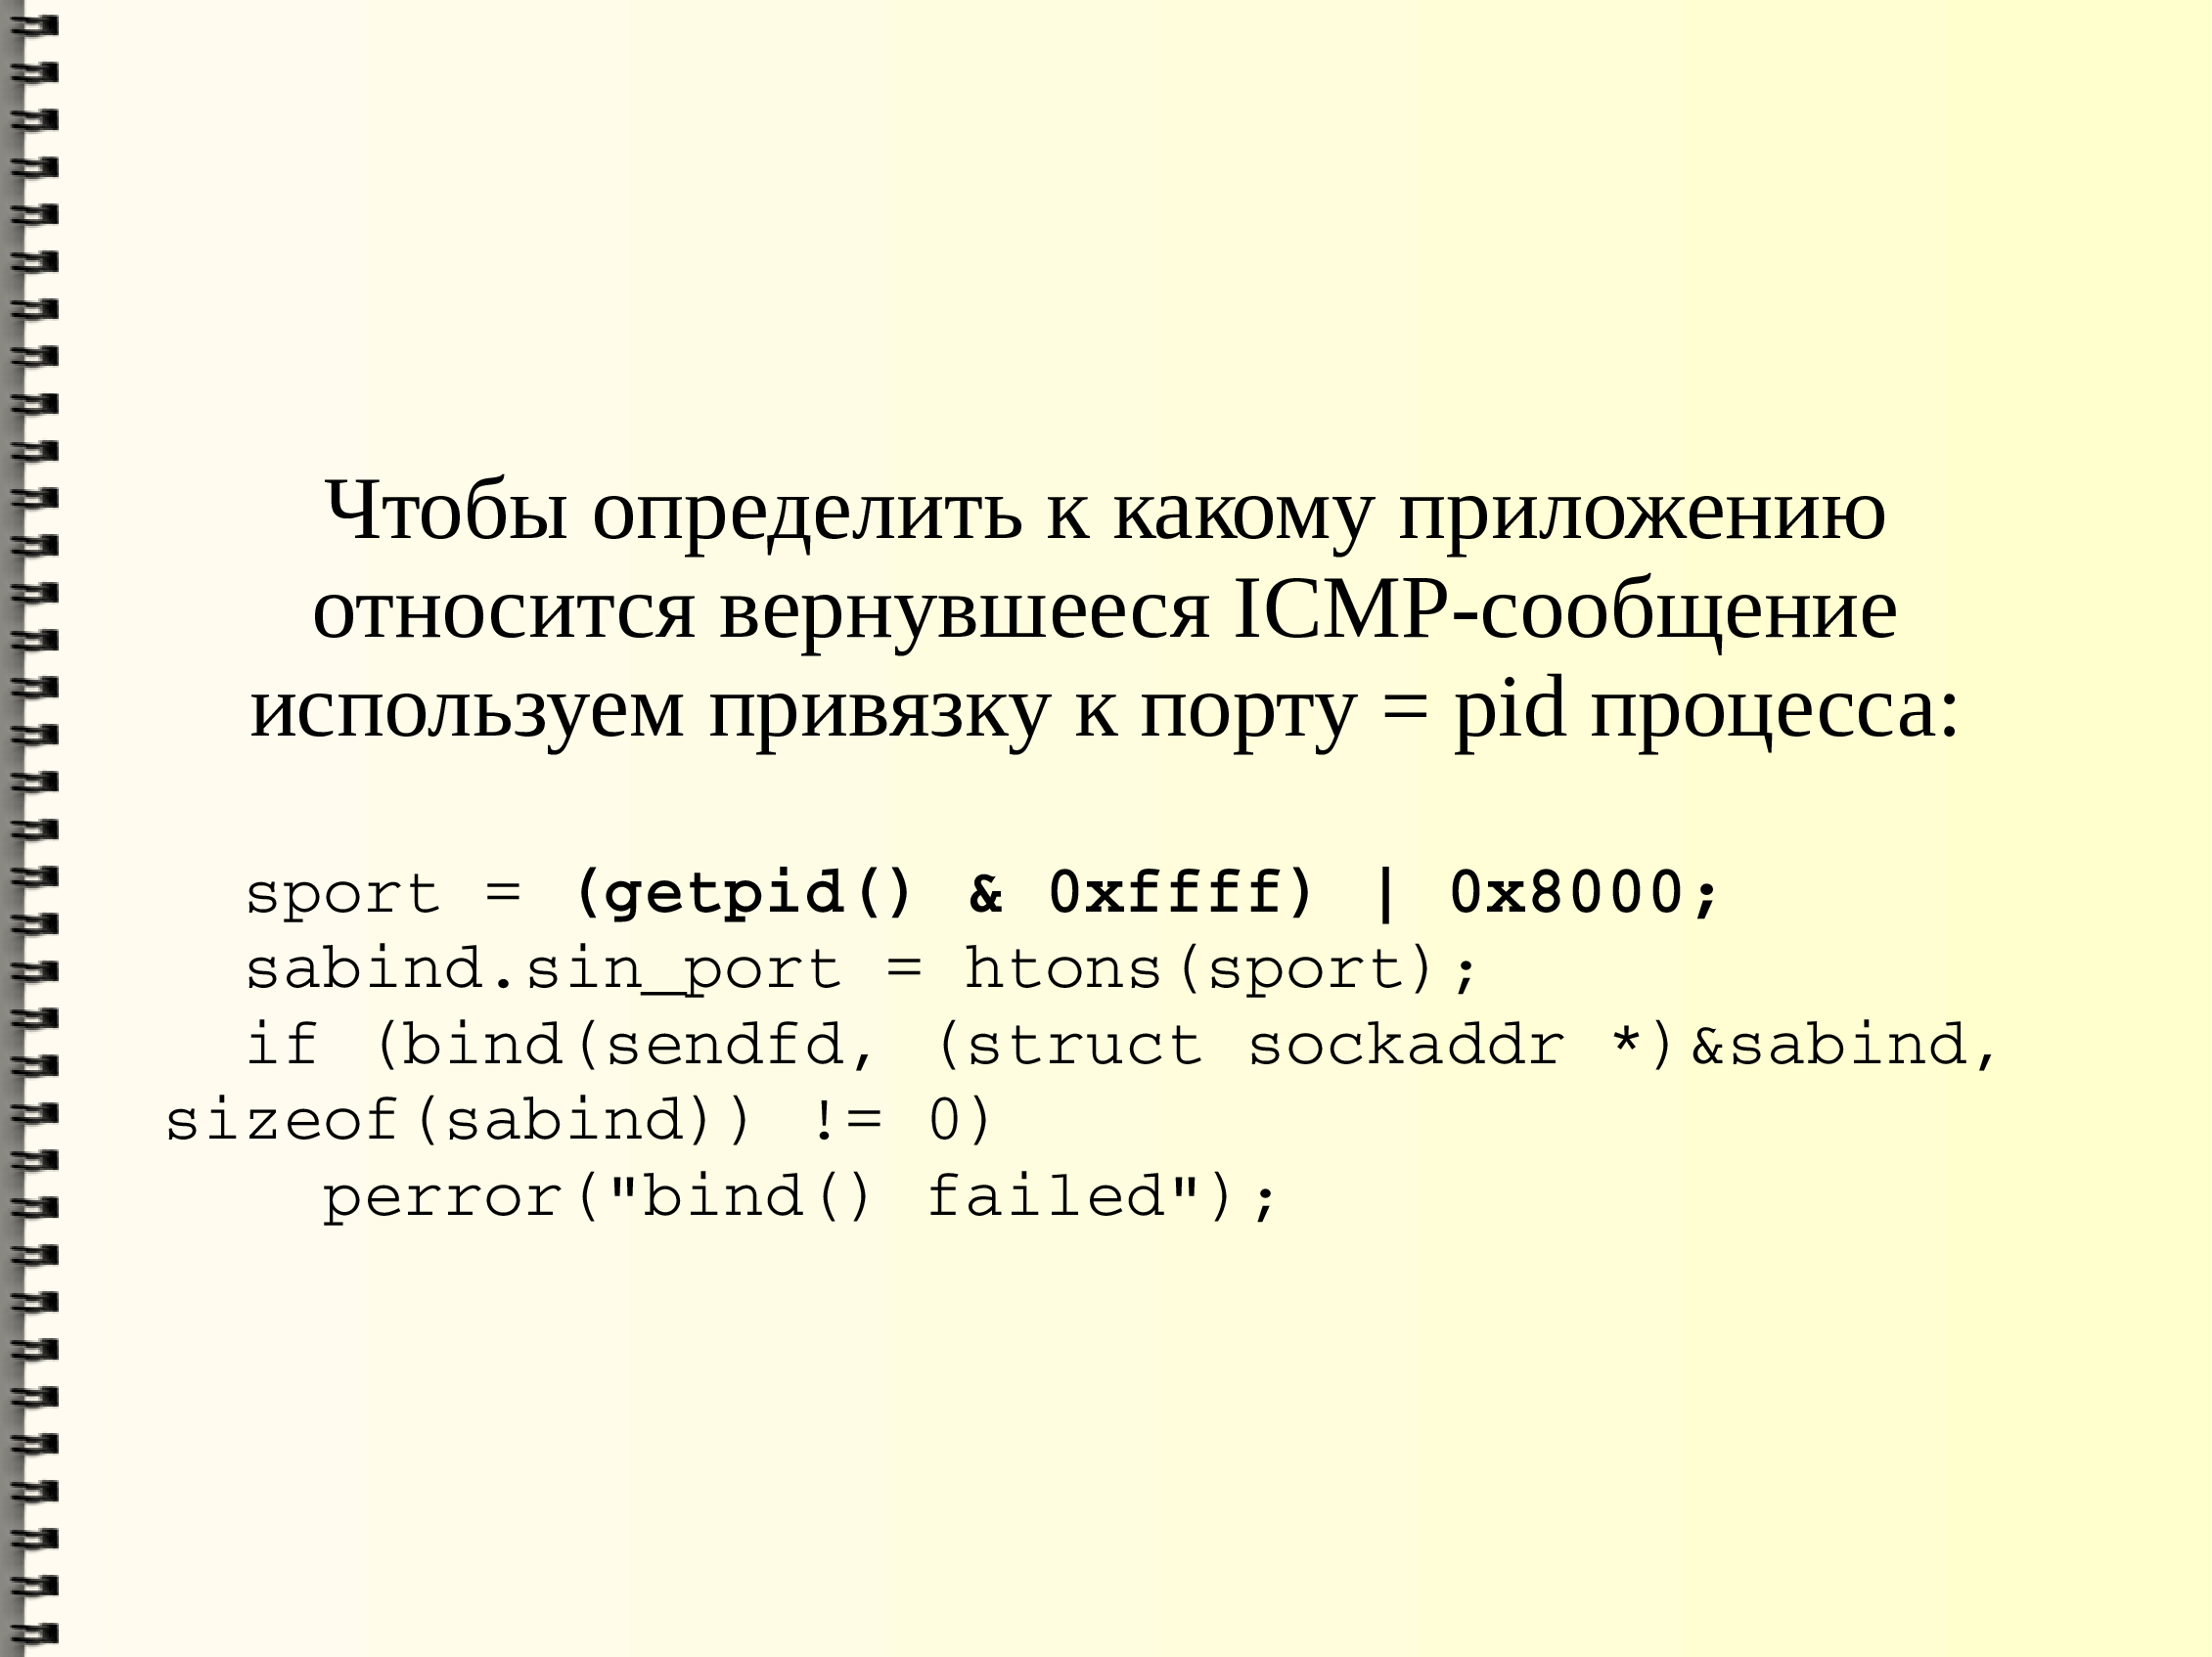 Чтобы определить к какому приложению
относится вернувшееся ICMP-сообщение
используем привязку к порту = pid процесса:
sport = (getpid() & 0xffff) | 0x8000;
sabind.sin_port = htons(sport);
if (bind(sendfd, (struct sockaddr *)&sabind,
sizeof(sabind)) != 0)
perror("bind() failed");